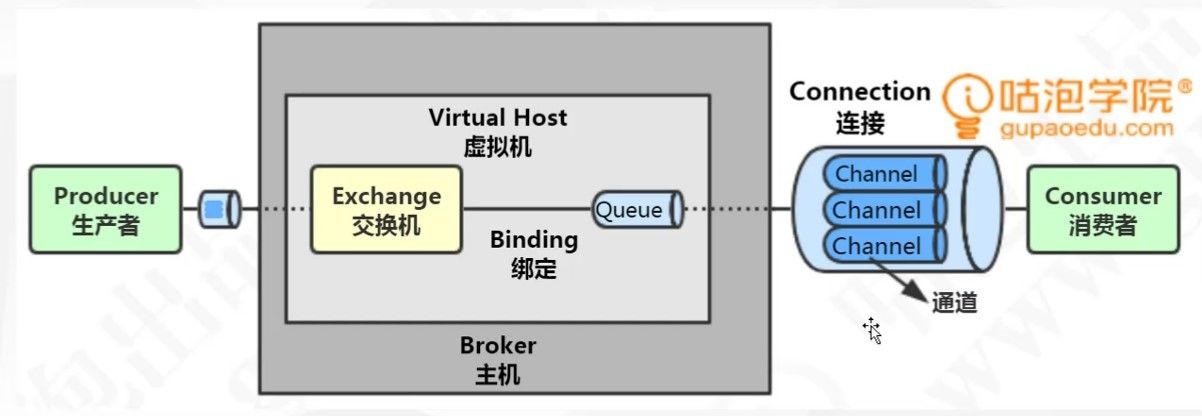 Producer
生产者
Virtual Host
虚拟机
Exchange
交换机
Binding
绑定
Queue
Broker
主机
Connection
连接
Channel
Channel
Channel
通道
咕泡学院®
gupaoedu.com
Consumer
消费者